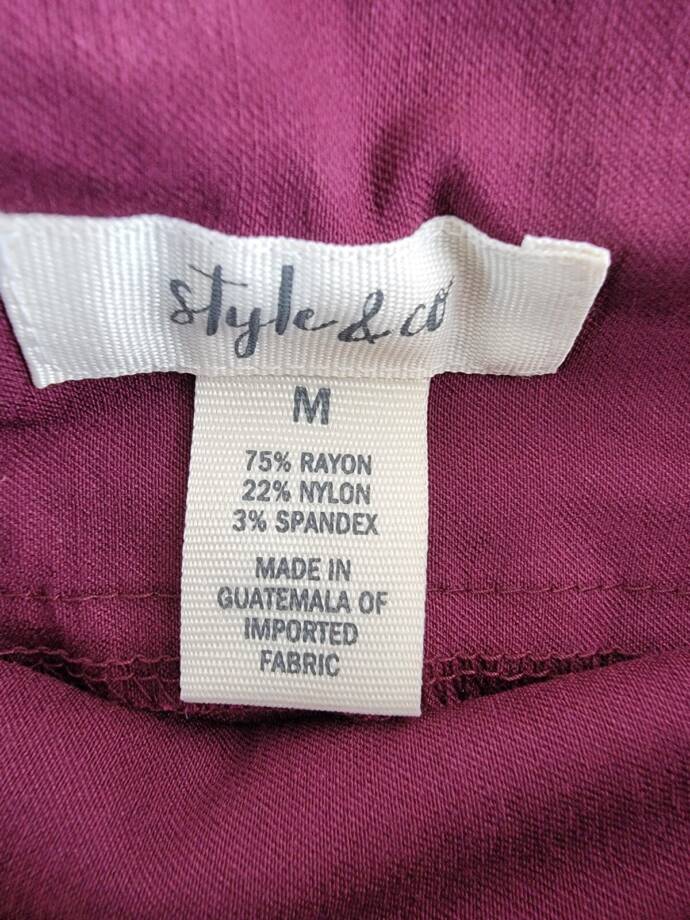 style & co
M
75% RAYON
22% NYLON
3% SPANDEX
MADE IN
GUATEMALA OF
IMPORTED
FABRIC